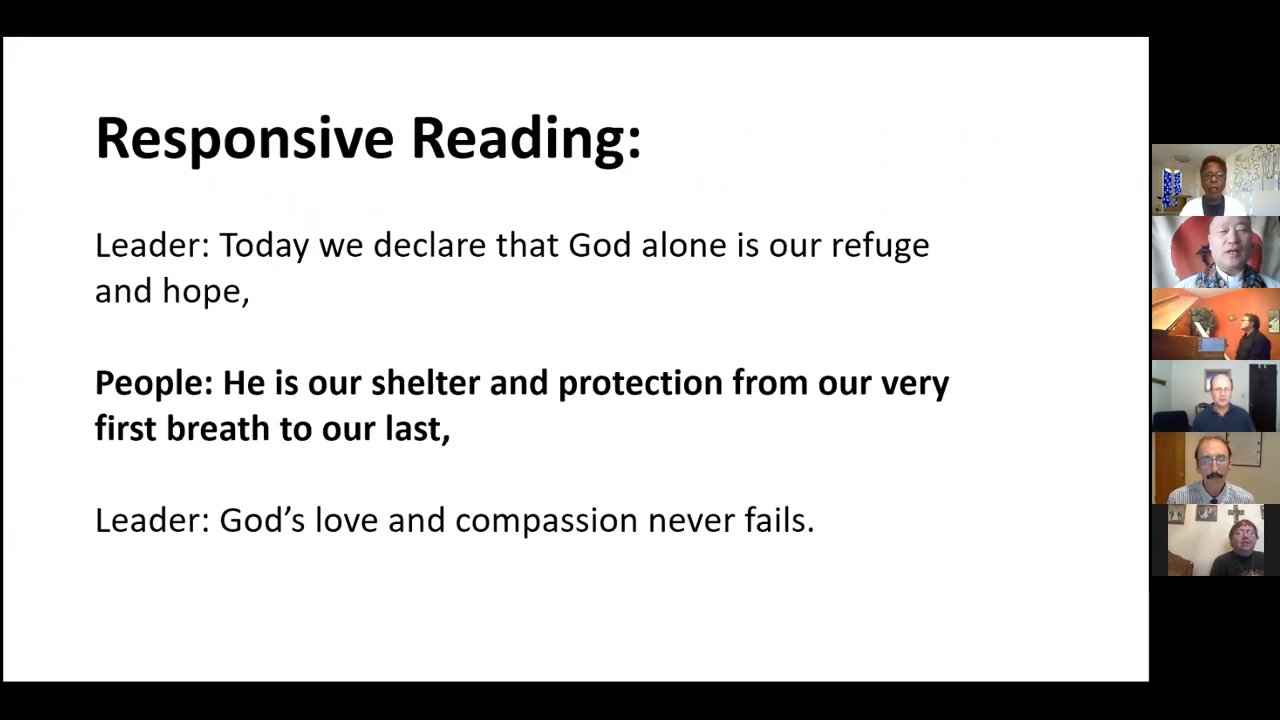 Responsive Reading:
Leader: Today we declare that God alone is our refuge
and hope,
People: He is our shelter and protection from our very
first breath to our last,
Leader: God’s love and compassion never fails.